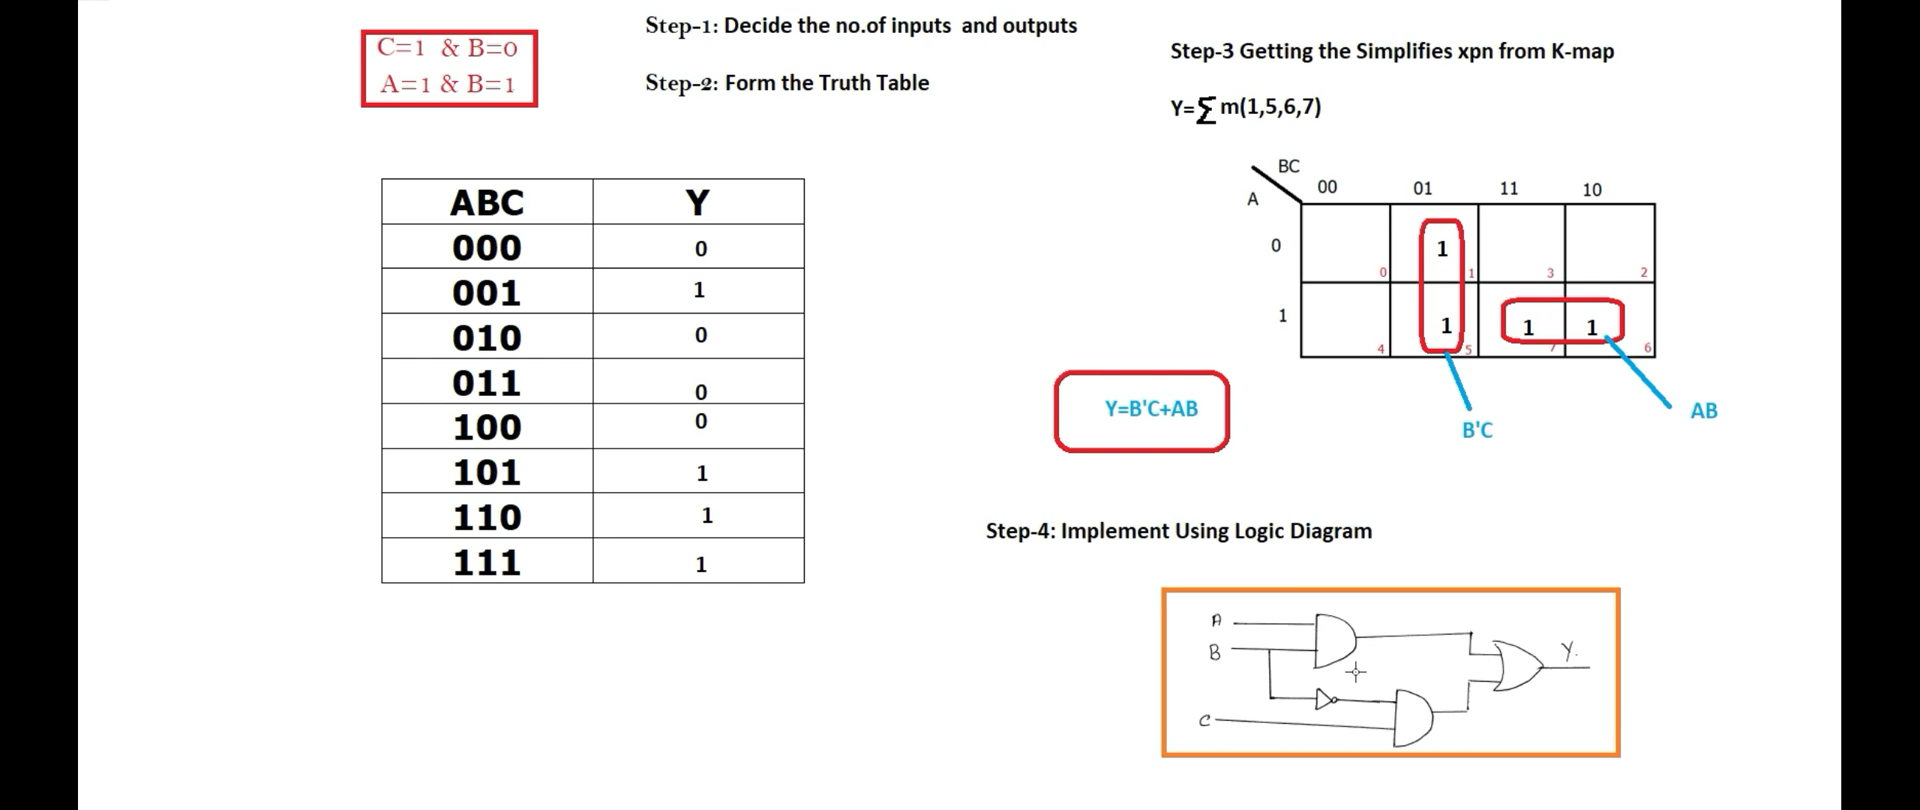 C=1 & B=0
A=1 & B=1
Step-1: Decide the no.of inputs and outputs
Step-2: Form the Truth Table
ABC Y
000 0
001 1
010 0
011 0
100 0
101 1
110 1
111 1
Step-3 Getting the Simplifies xpn from K-map
Y=∑ m(1,5,6,7)
BC
A
00 01 11 10
0 1
0 1 3 2
1 1 1 1
4 5 7 6
B'C
AB
Y=B'C+AB
Step-4: Implement Using Logic Diagram
A
B
C
Y.